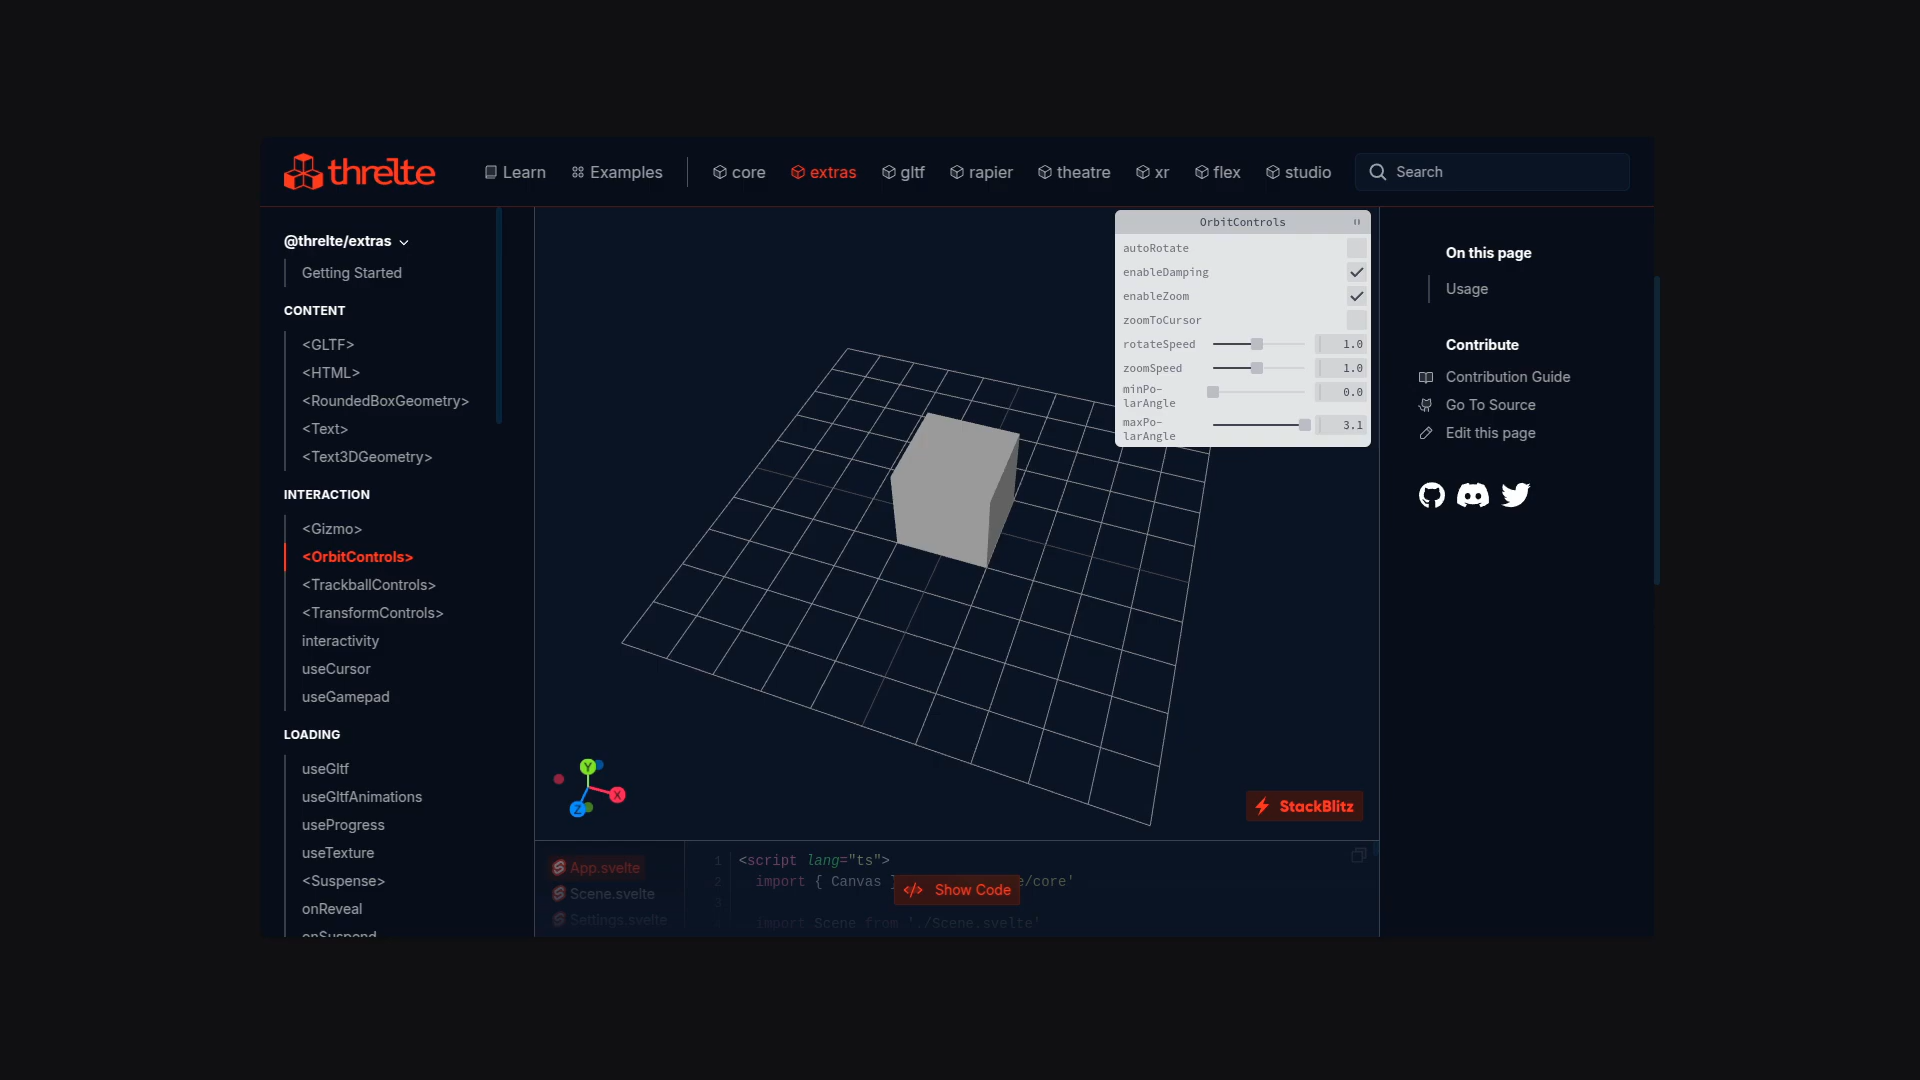 threlte
Learn
Examples
core
extras
gltf
rapier
theatre
xr
flex
studio
Search
@threlte/extras
Getting Started
CONTENT
<GLTF>
<HTML>
<RoundedBoxGeometry>
<Text>
<Text3DGeometry>
INTERACTION
<Gizmo>
<OrbitControls>
<TrackballControls>
<TransformControls>
interactivity
useCursor
useGamepad
LOADING
useGltf
useGltfAnimations
useProgress
useTexture
<Suspense>
onReveal
onSuspend
OrbitControls
autoRotate
enableDamping
enableZoom
zoomToCursor
rotateSpeed 1.0
zoomSpeed 1.0
minPo-
larAngle 0.0
maxPo-
larAngle 3.1
Y
X
Z
StackBlitz
App.svelte
Scene.svelte
Settings.svelte
1 <script lang="ts">
2 import { Canvas } e/core'
3
4 import Scene from './Scene.svelte'
Show Code
On this page
Usage
Contribute
Contribution Guide
Go To Source
Edit this page